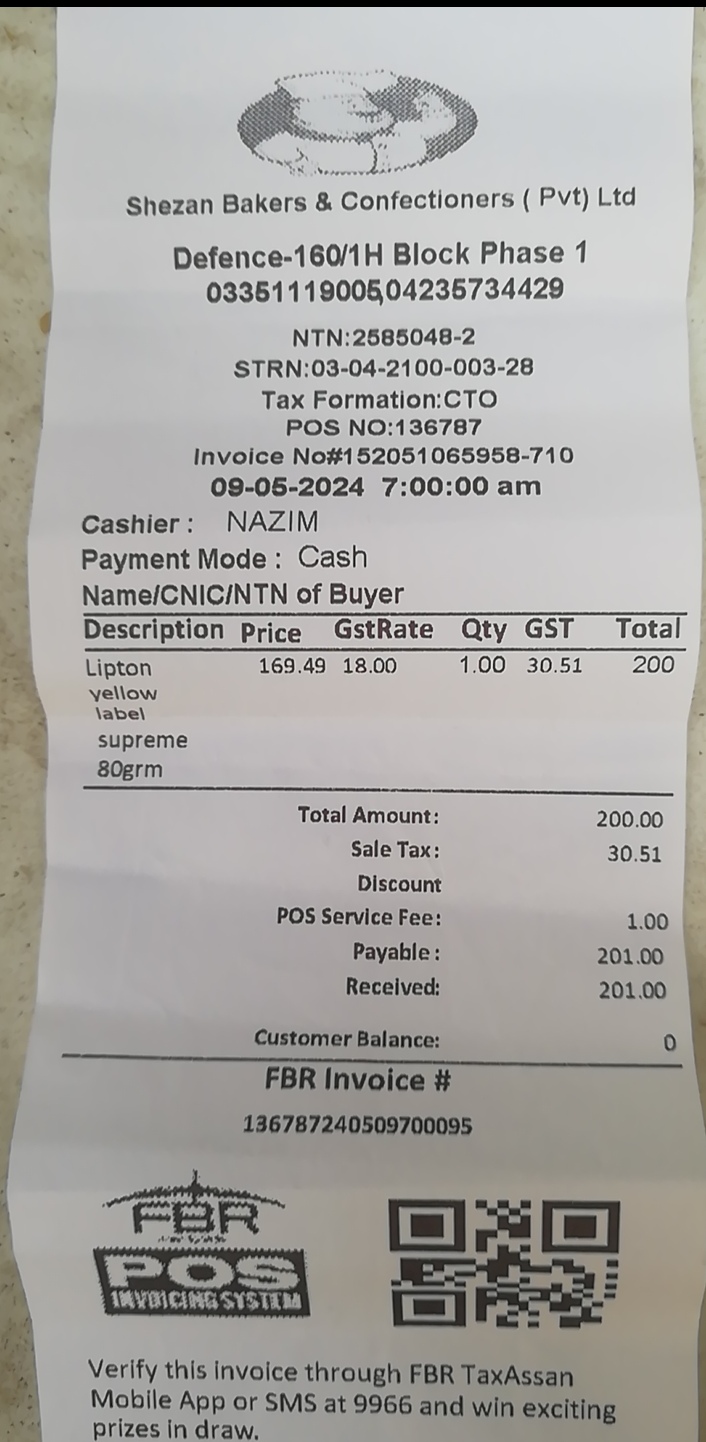 Shezan Bakers & Confectioners ( Pvt) Ltd
Defence-160/1H Block Phase 1
03351119005,04235734429
NTN:2585048-2
STRN:03-04-2100-003-28
Tax Formation:CTO
POS NO:136787
Invoice No#152051065958-710
09-05-2024 7:00:00 am
Cashier : NAZIM
Payment Mode : Cash
Name/CNIC/NTN of Buyer
Description Price GstRate Qty GST Total
Lipton 169.49 18.00 1.00 30.51 200
yellow
label
supreme
80grm
Total Amount: 200.00
Sale Tax: 30.51
Discount
POS Service Fee: 1.00
Payable : 201.00
Received: 201.00
Customer Balance: 0
FBR Invoice #
136787240509700095
FBR
POS
INVOICING SYSTEM
Verify this invoice through FBR TaxAssan
Mobile App or SMS at 9966 and win exciting
prizes in draw.